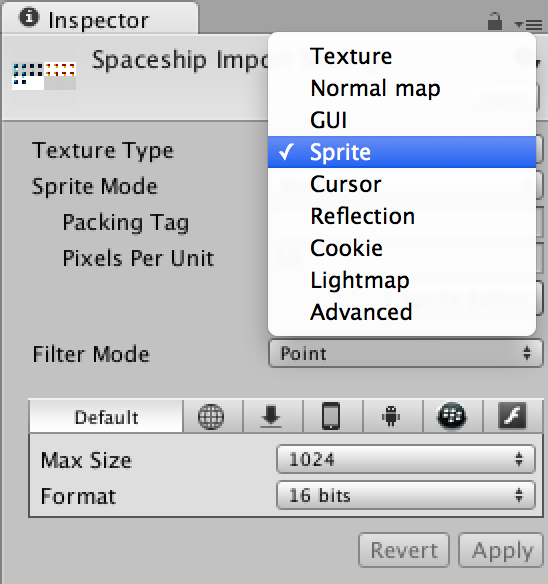 Inspector
Spaceship Impor
Texture
Normal map
GUI
Texture Type
✓ Sprite
Sprite Mode
Cursor
Packing Tag
Reflection
Pixels Per Unit
Cookie
Lightmap
Advanced
Filter Mode
Point
Default
Max Size
1024
Format
16 bits
Revert
Apply